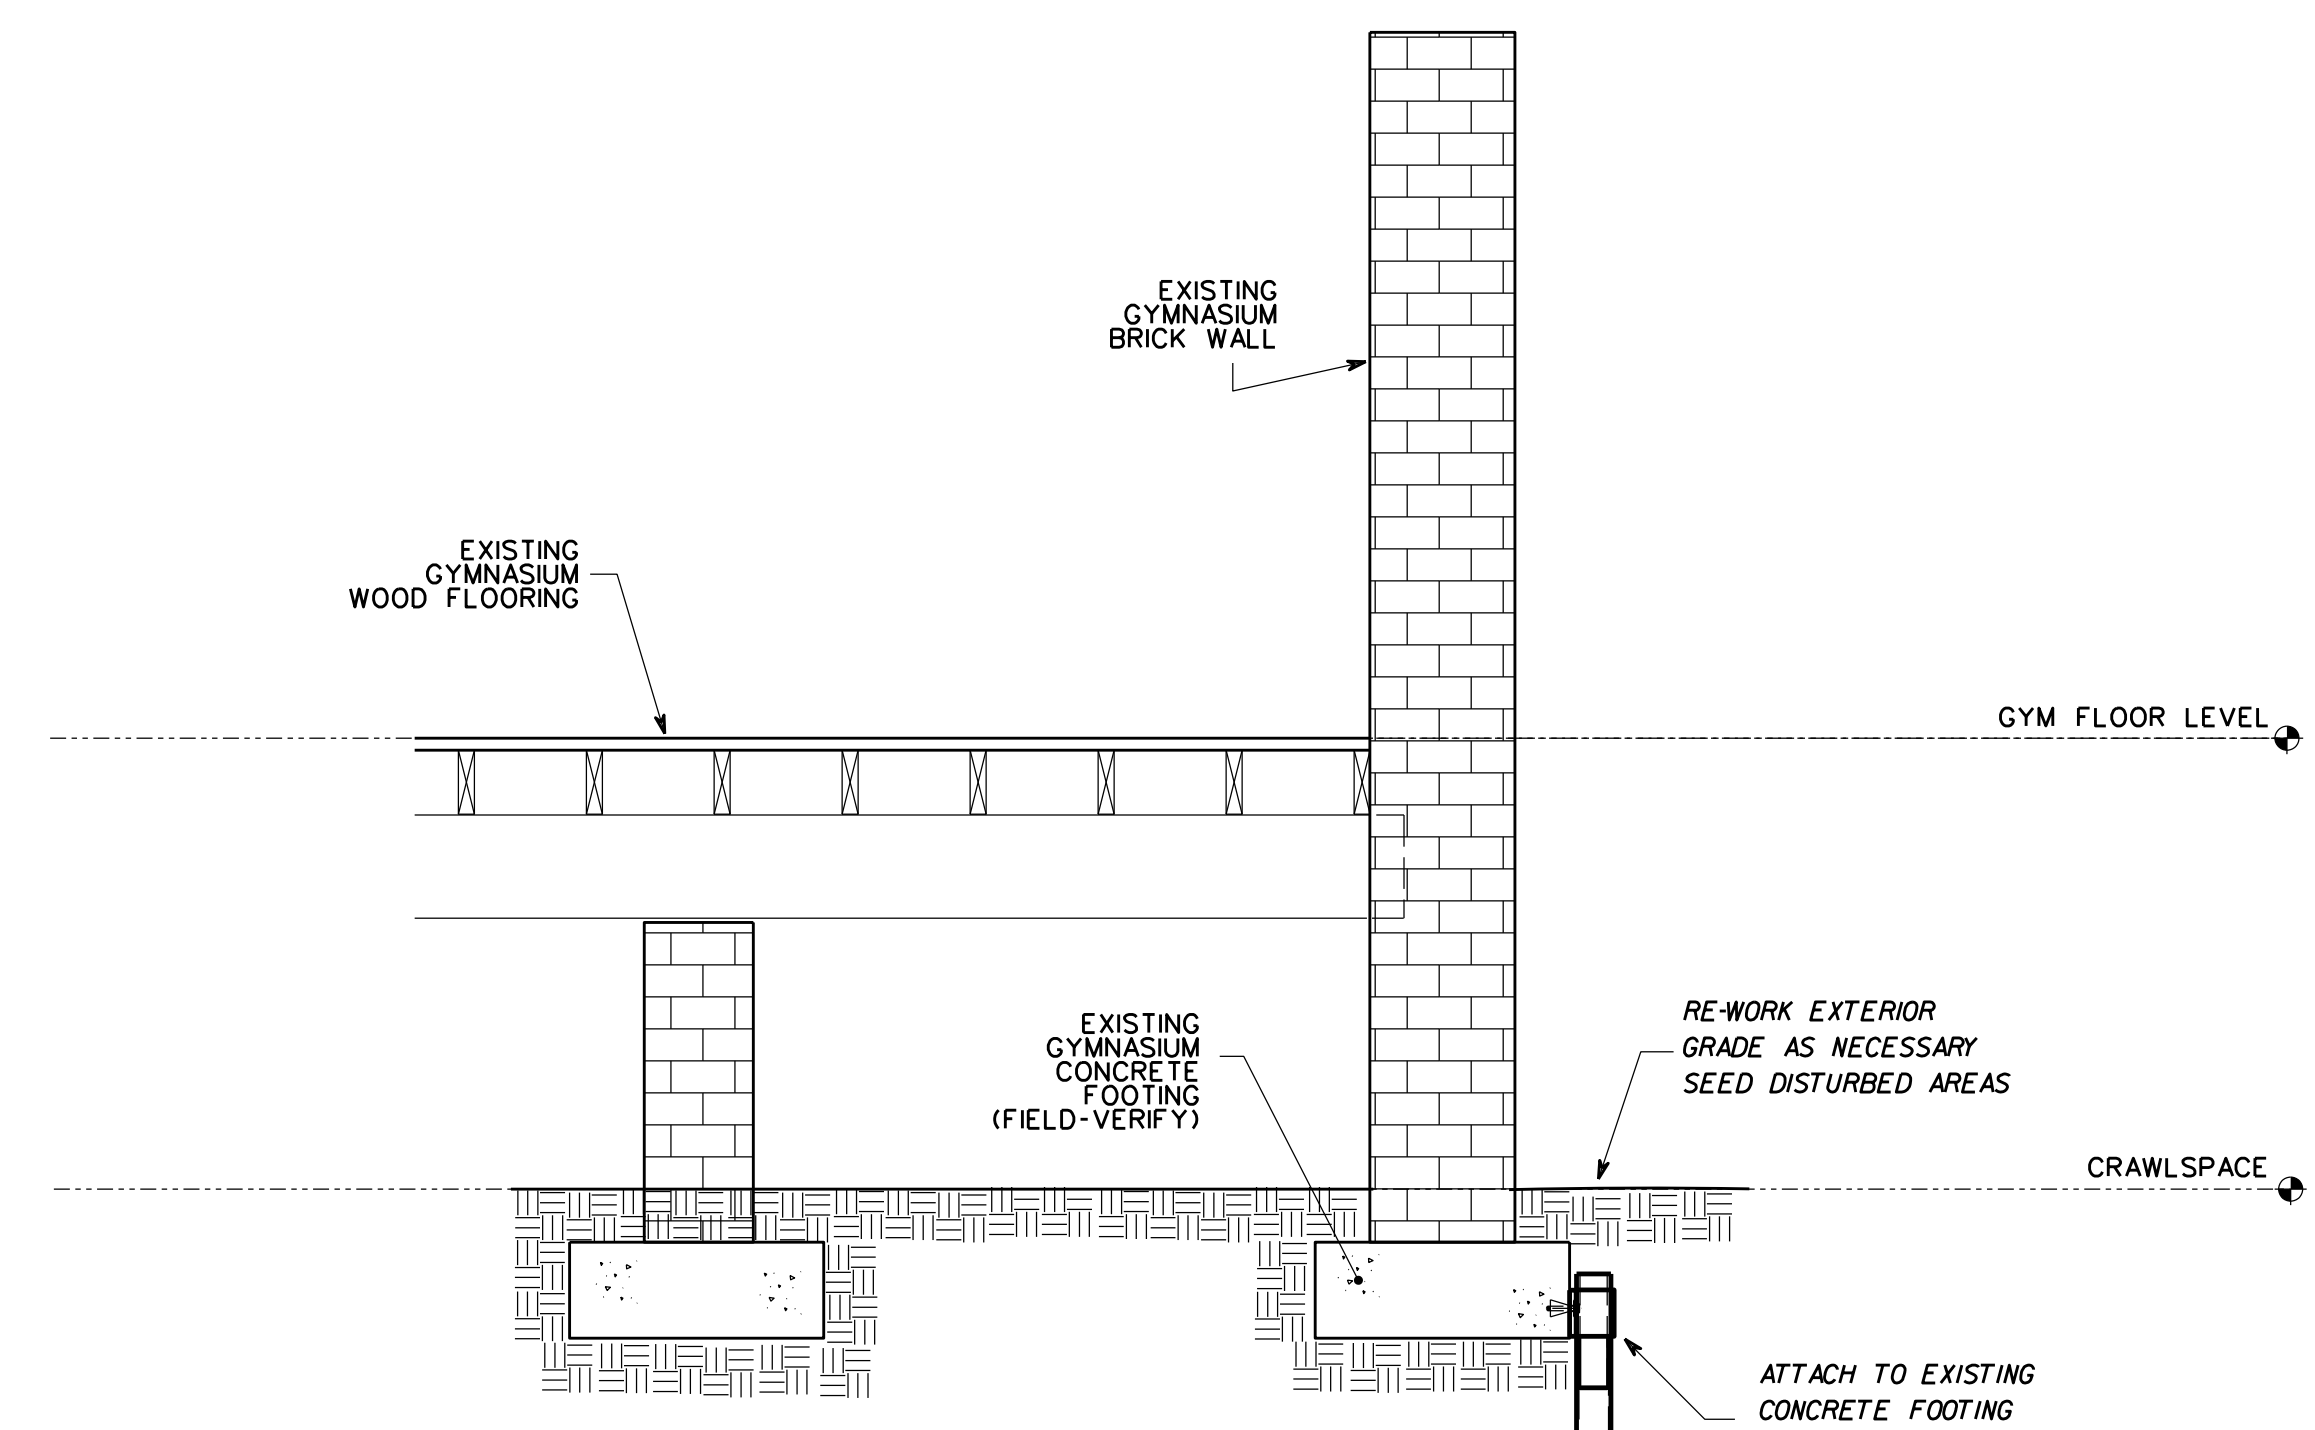 EXISTING
GYMNASIUM
BRICK WALL
EXISTING
GYMNASIUM
WOOD FLOORING
GYM FLOOR LEVEL
EXISTING
GYMNASIUM
CONCRETE
FOOTING
(FIELD-VERIFY)
RE-WORK EXTERIOR
GRADE AS NECESSARY
SEED DISTURBED AREAS
CRAWLSPACE
ATTACH TO EXISTING
CONCRETE FOOTING